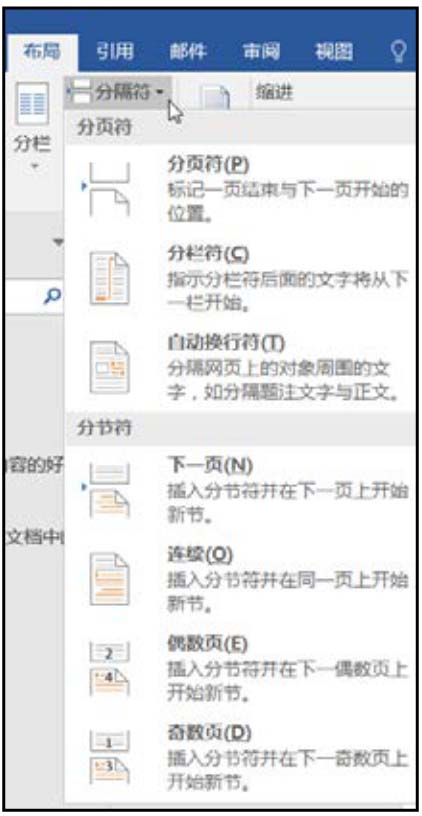 布局 引用 邮件 审阅 视图
分隔符 缩进
分栏
分页符
分页符(P)
标记一页结束与下一页开始的
位置。
分栏符(C)
指示分栏符后面的文字将从下
一栏开始。
自动换行符(T)
分隔网页上的对象周围的文
字，如分隔题注文字与正文。
分节符
容的好
下一页(N)
插入分节符并在下一页上开始
新节。
文档中
连续(O)
插入分节符并在同一页上开始
新节。
偶数页(E)
插入分节符并在下一偶数页上
开始新节。
2
4
奇数页(D)
插入分节符并在下一奇数页上
开始新节。
1
3